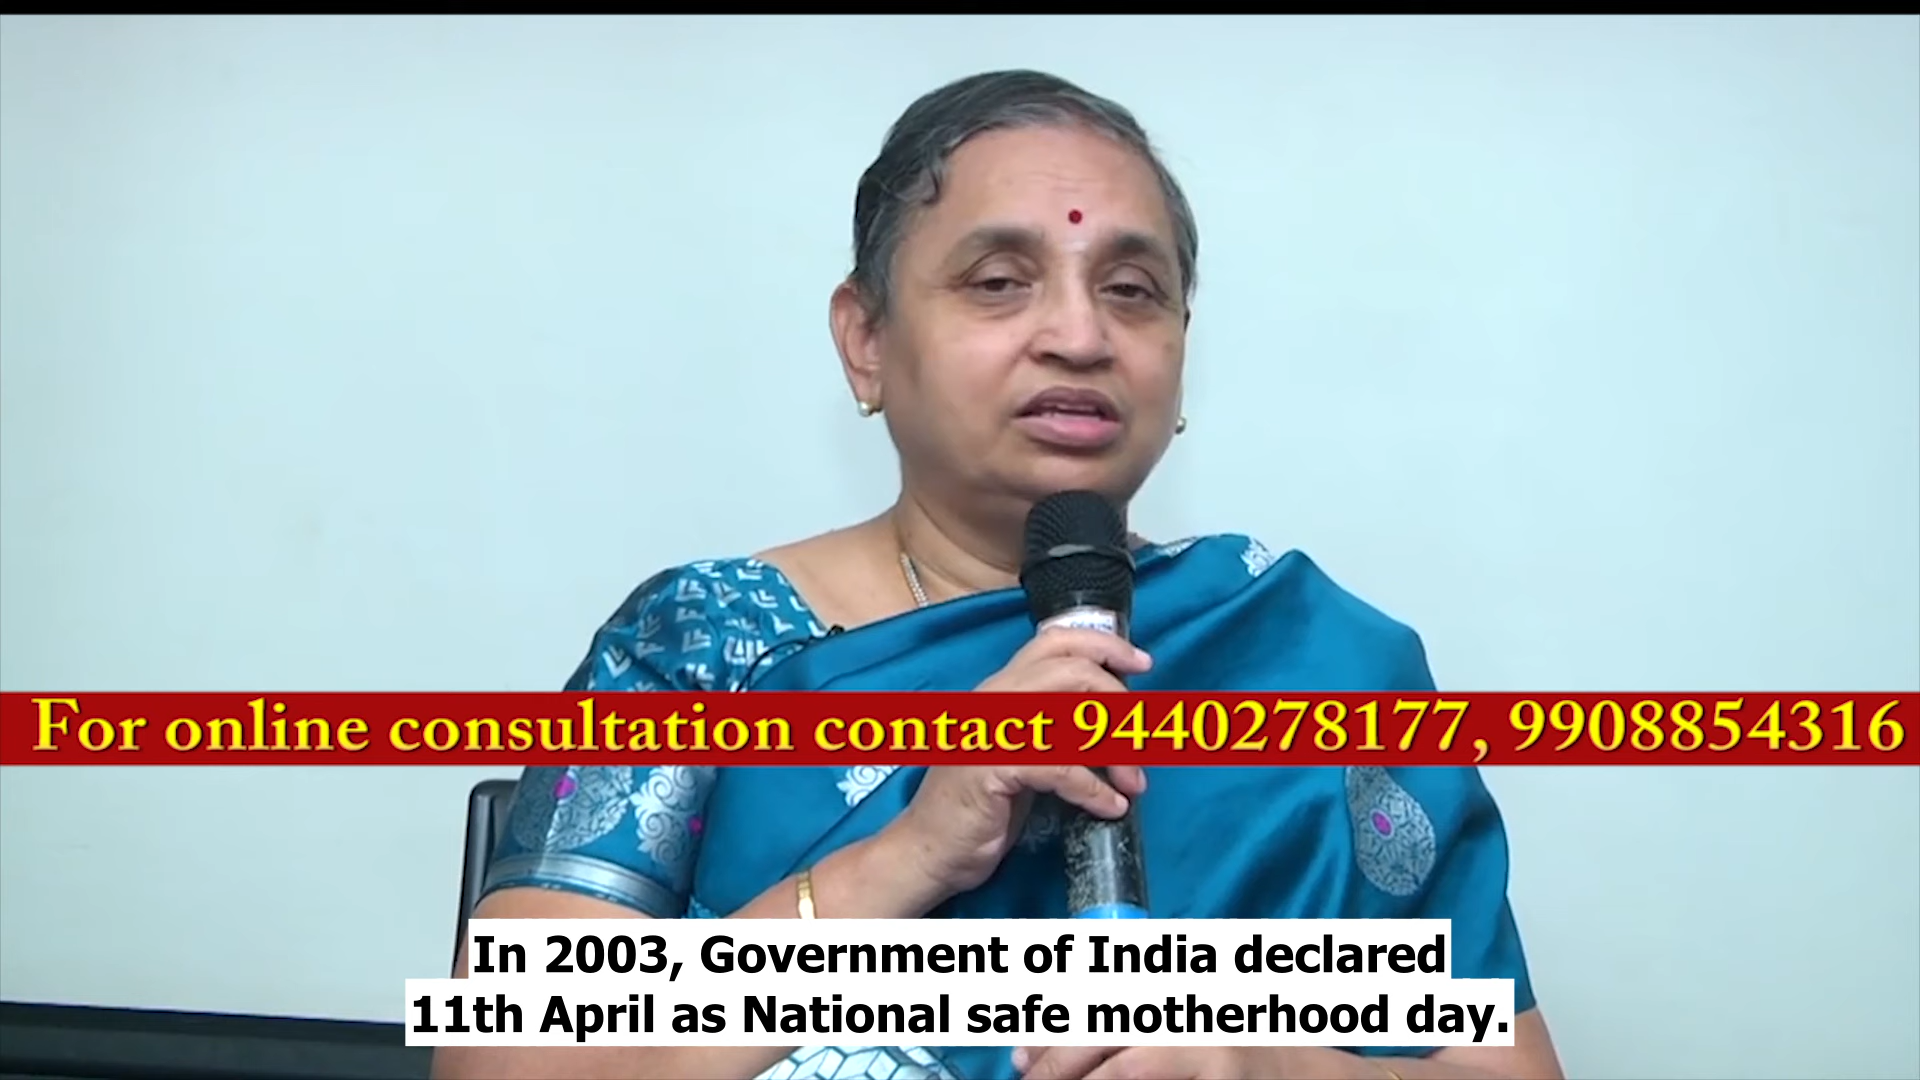 For online consultation contact 9440278177, 9908854316
In 2003, Government of India declared
11th April as National safe motherhood day.